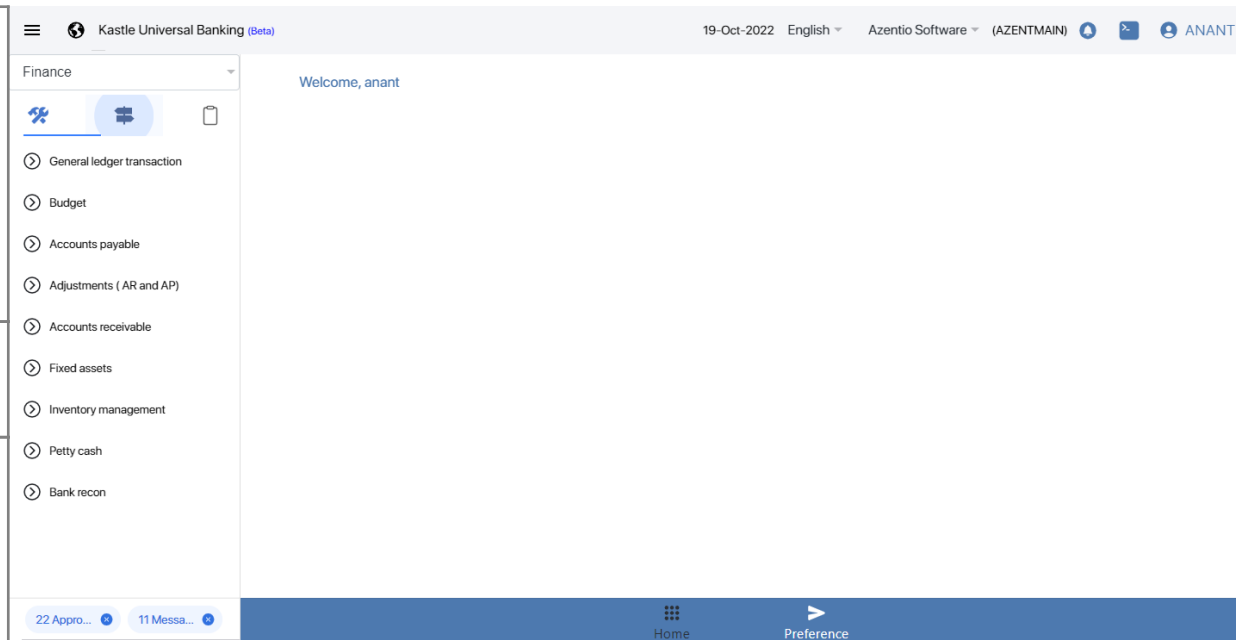 Kastle Universal Banking (Beta) 19-Oct-2022 English Azentio Software (AZENTMAIN) ANANT
Finance
Welcome, anant
General ledger transaction
Budget
Accounts payable
Adjustments ( AR and AP)
Accounts receivable
Fixed assets
Inventory management
Petty cash
Bank recon
22 Appro... 11 Messa...
Home Preference